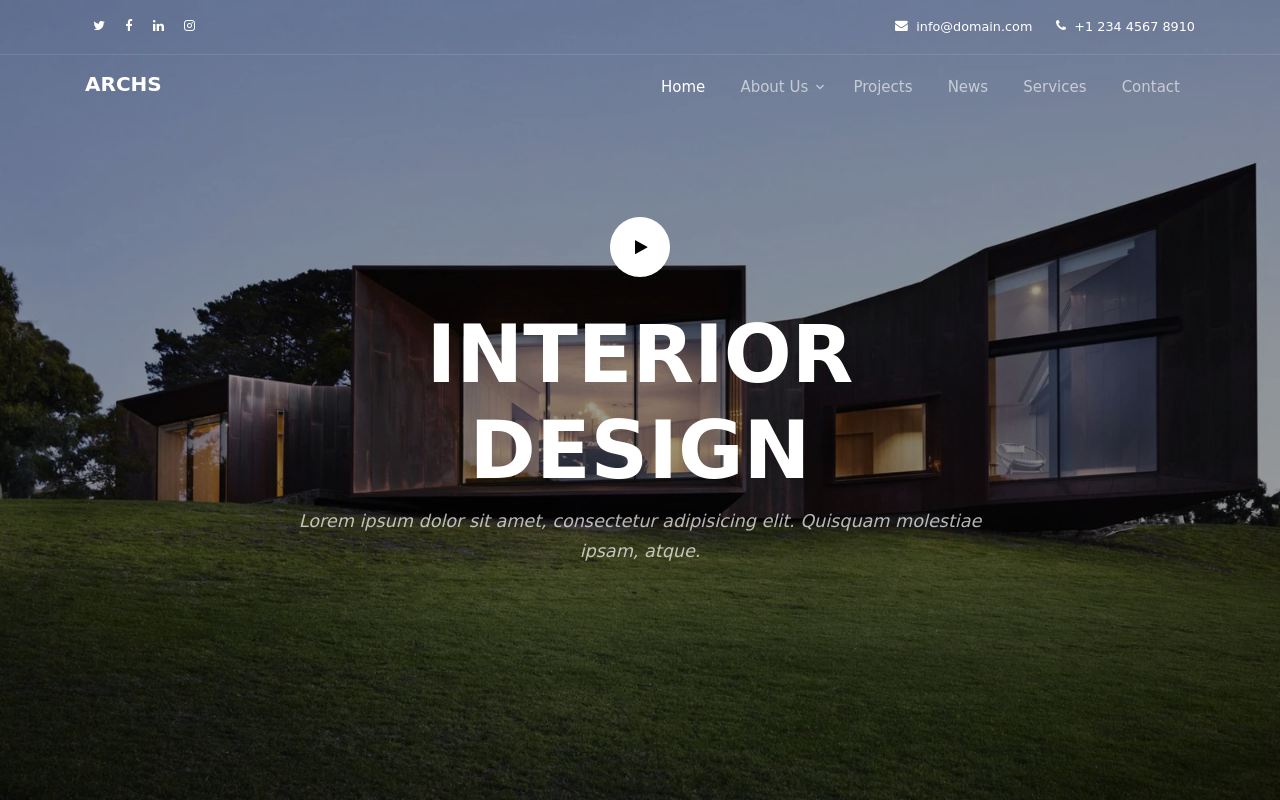 info@domain.com +1 234 4567 8910
ARCHS
Home About Us Projects News Services Contact
INTERIOR
DESIGN
Lorem ipsum dolor sit amet, consectetur adipisicing elit. Quisquam molestiae
ipsam, atque.